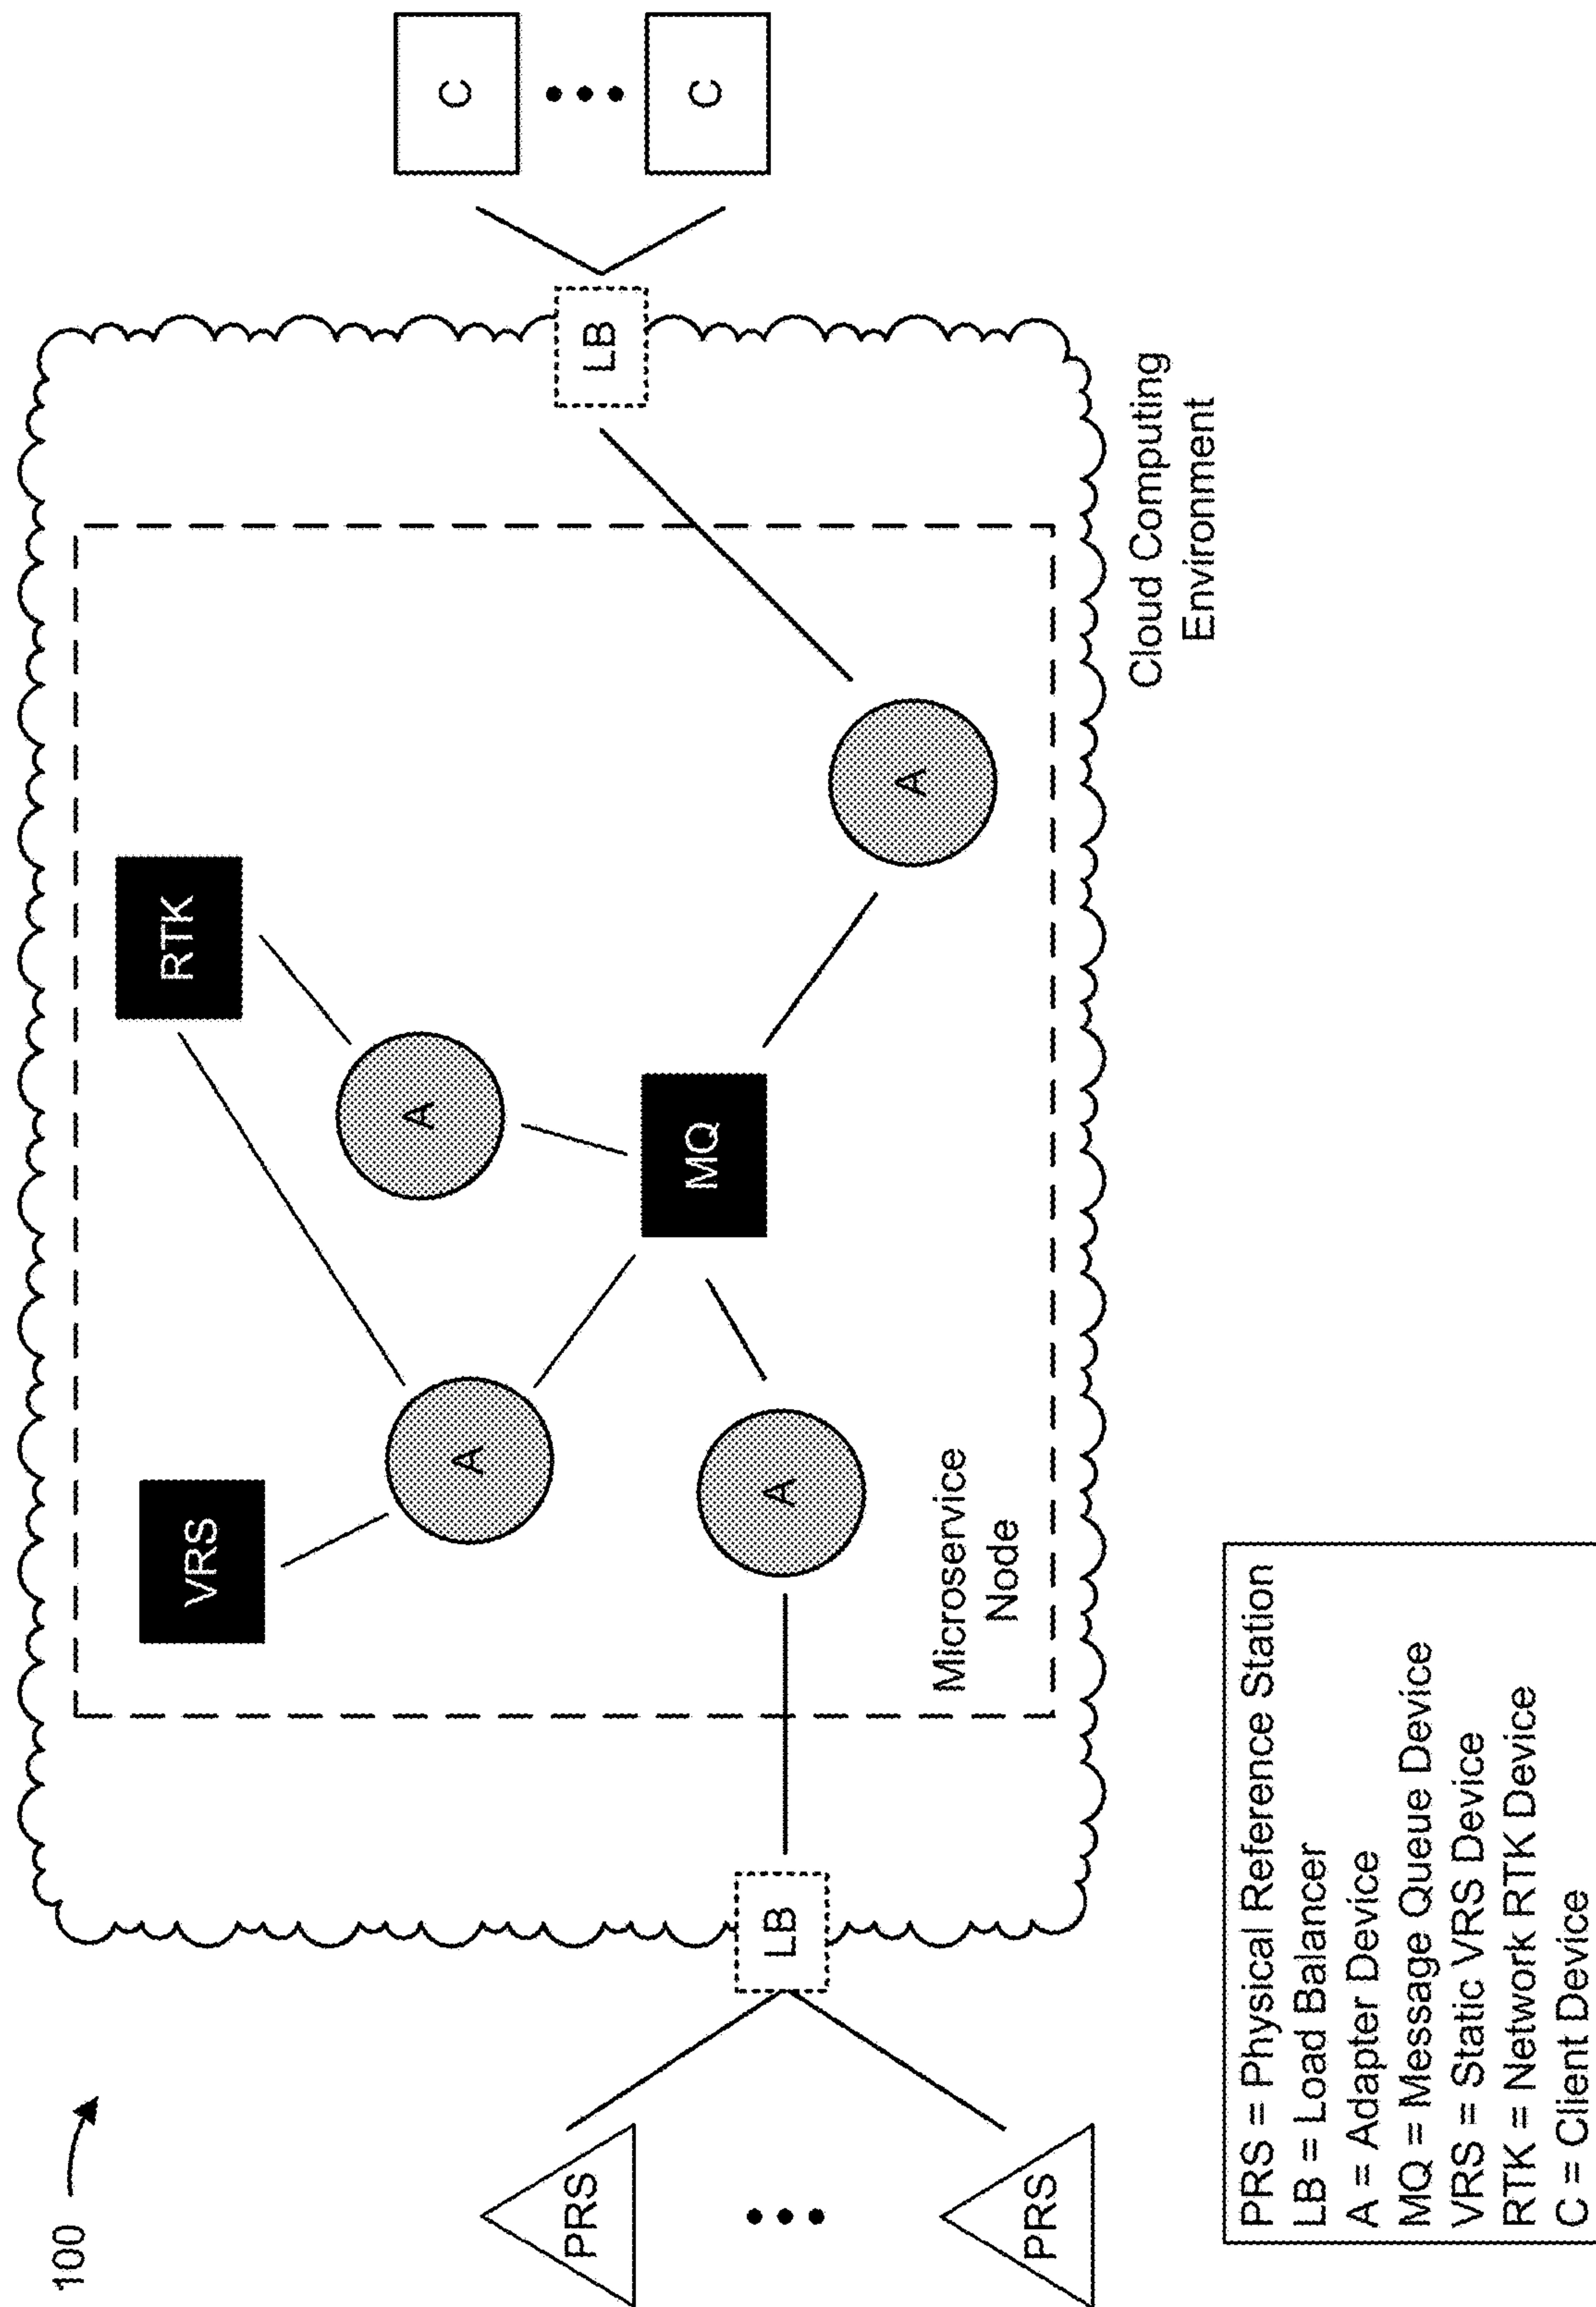 100
PRS
PRS
LB
VRS
A
A
Microservice
Node
A
MQ
RTK
A
LB
C
C
Cloud Computing
Environment
PRS = Physical Reference Station
LB = Load Balancer
A = Adapter Device
MQ = Message Queue Device
VRS = Static VRS Device
RTK = Network RTK Device
C = Client Device